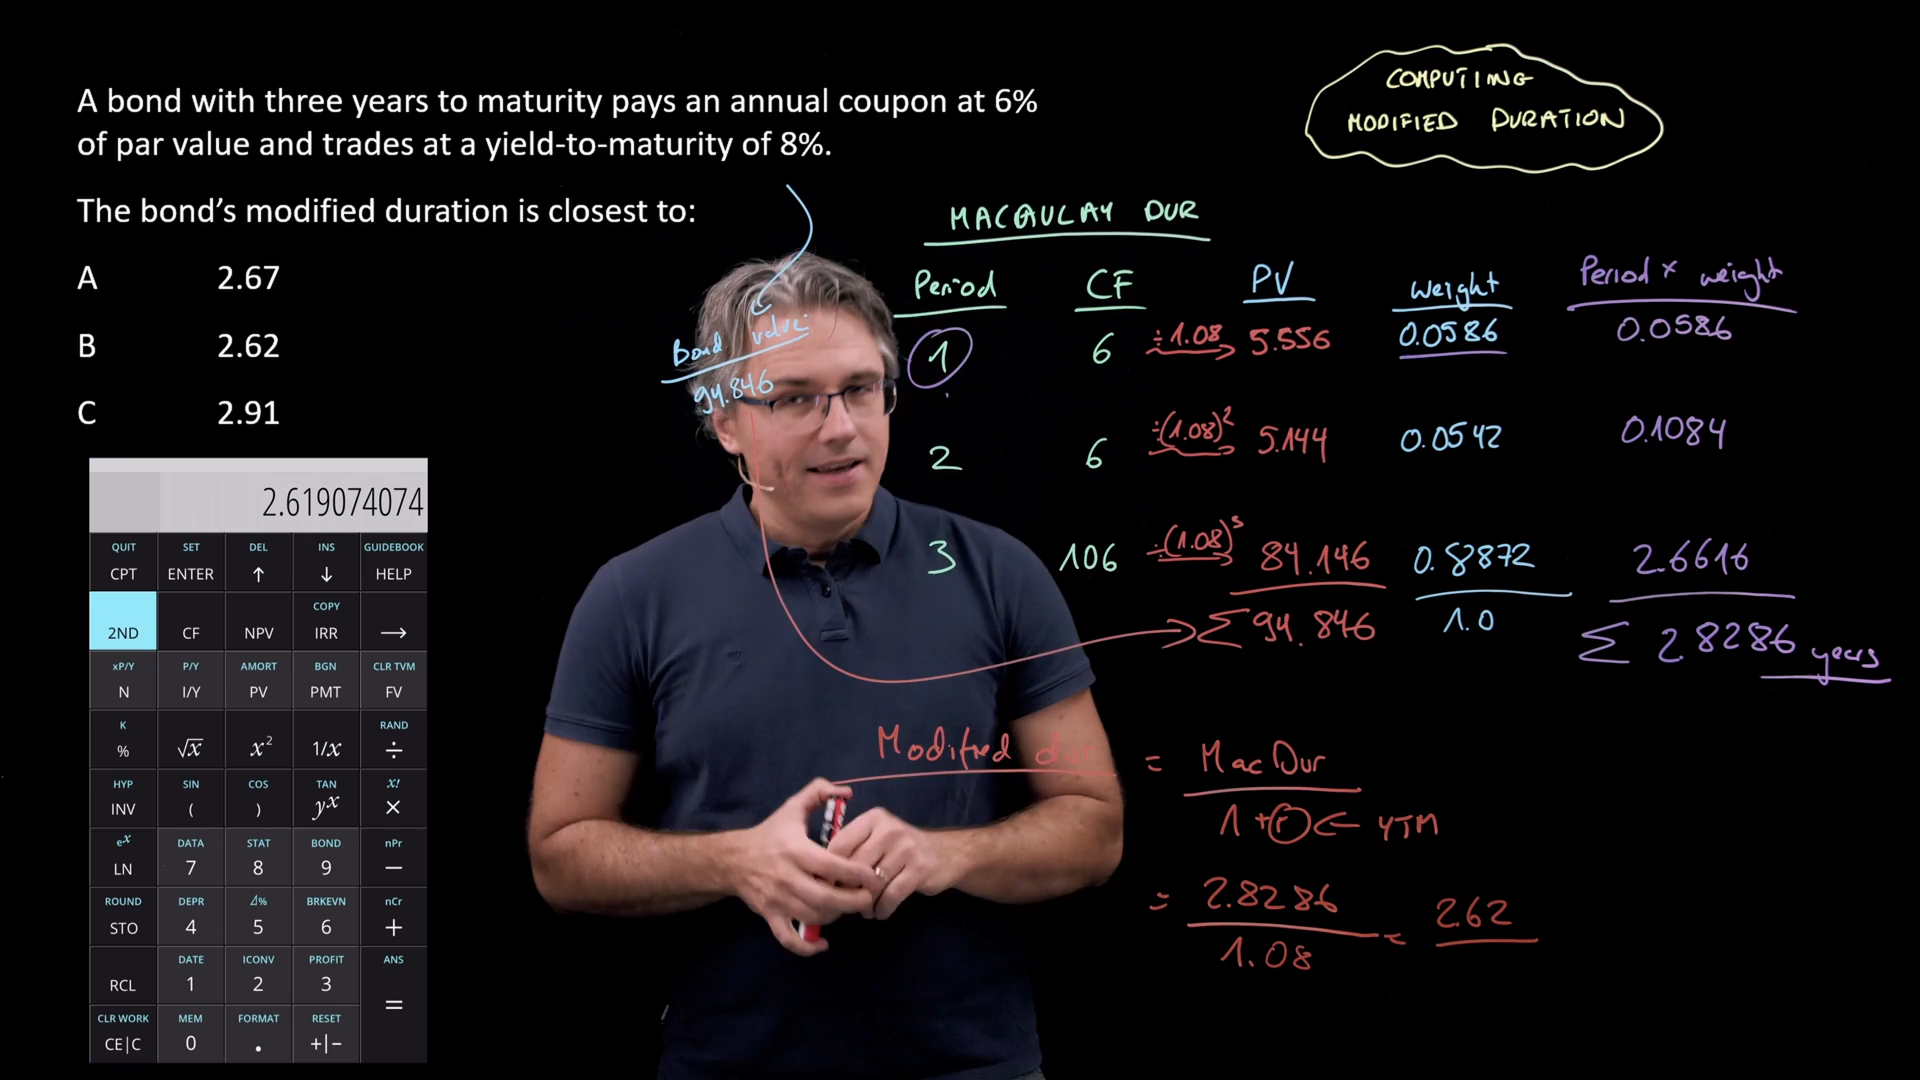 A bond with three years to maturity pays an annual coupon at 6%
of par value and trades at a yield-to-maturity of 8%.
The bond's modified duration is closest to:
A 2.67
B 2.62
C 2.91
COMPUTING
MODIFIED DURATION
MACAULAY DUR
Period CF PV Weight Period × weight
1 6 ÷1.08 5.556 0.0586 0.0586
2 6 ÷(1.08)² 5.144 0.0542 0.1084
3 106 ÷(1.08)³ 84.146 0.8872 2.6616
Σ 94.846 1.0 Σ 2.8286 years
Bond value:
94.846
Modified dur = MacDur
1 + r ← YTM
= 2.8286 = 2.62
1.08
2.619074074
QUIT SET DEL INS GUIDEBOOK
CPT ENTER ↑ ↓ HELP
COPY
2ND CF NPV IRR →
xP/Y P/Y AMORT BGN CLR TVM
N I/Y PV PMT FV
K RAND
% √x x² 1/x ÷
HYP SIN COS TAN x!
INV ( ) yˣ ×
eˣ DATA STAT BOND nPr
LN 7 8 9 −
ROUND DEPR Δ% BRKEVN nCr
STO 4 5 6 +
DATE ICONV PROFIT ANS
RCL 1 2 3 =
CLR WORK MEM FORMAT RESET
CE|C 0 . +|−